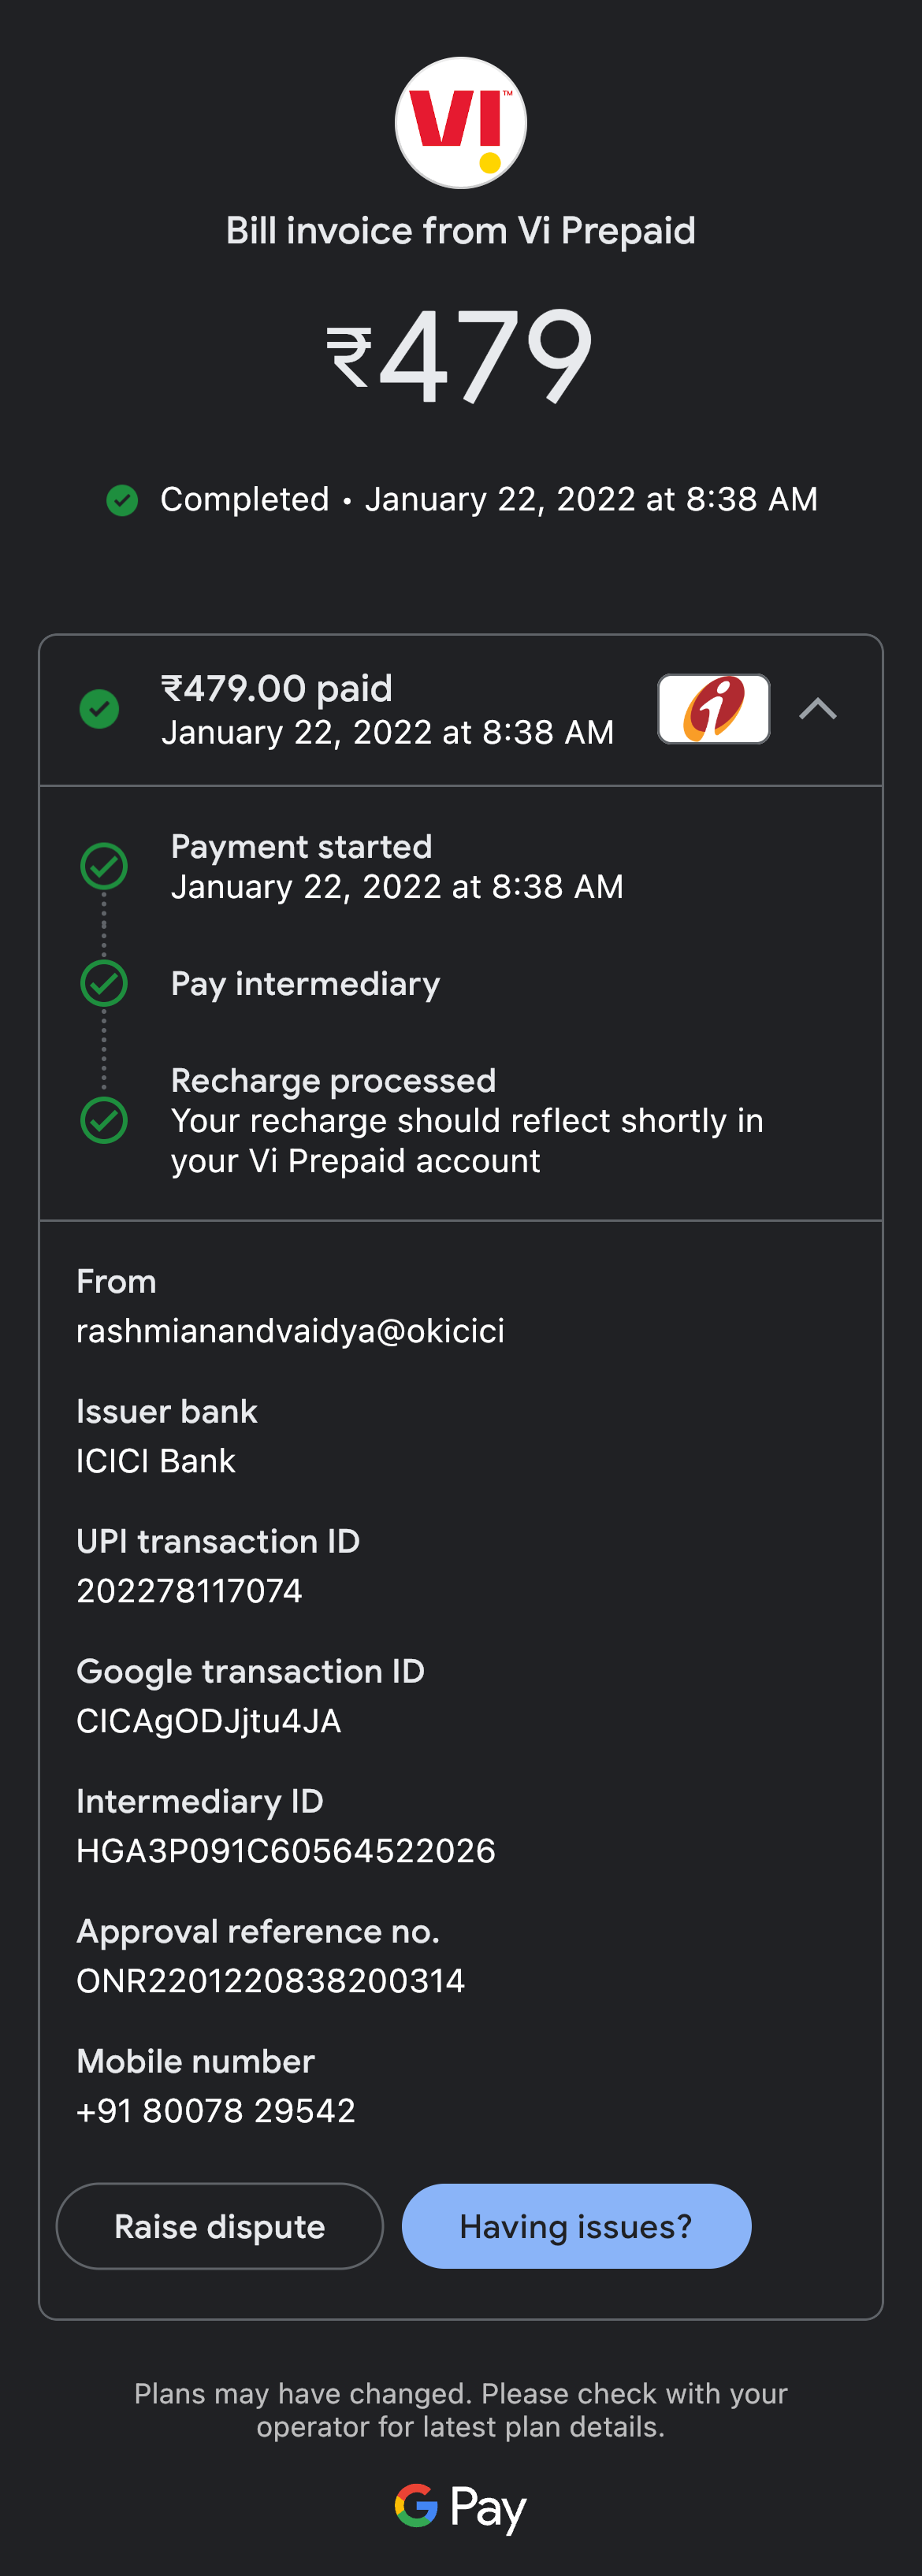 VI™
Bill invoice from Vi Prepaid
₹479
Completed • January 22, 2022 at 8:38 AM
₹479.00 paid
January 22, 2022 at 8:38 AM
Payment started
January 22, 2022 at 8:38 AM
Pay intermediary
Recharge processed
Your recharge should reflect shortly in
your Vi Prepaid account
From
rashmianandvaidya@okicici
Issuer bank
ICICI Bank
UPI transaction ID
202278117074
Google transaction ID
CICAgODJjtu4JA
Intermediary ID
HGA3P091C60564522026
Approval reference no.
ONR2201220838200314
Mobile number
+91 80078 29542
Raise dispute
Having issues?
Plans may have changed. Please check with your
operator for latest plan details.
G Pay